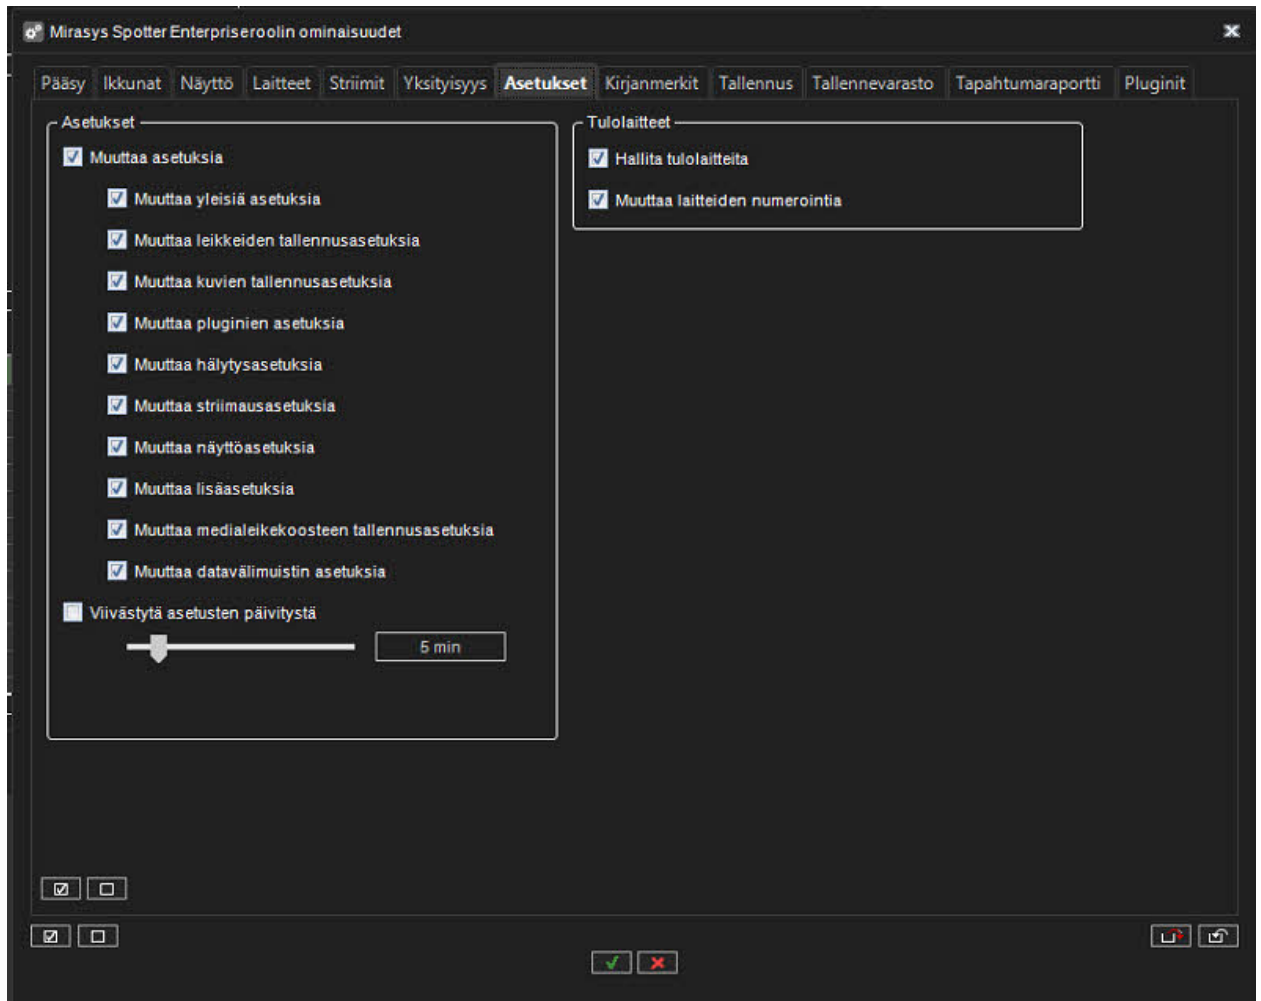 Mirasys Spotter Enterpriseroolin ominaisuudet
Pääsy Ikkunat Näyttö Laitteet Striimit Yksityisyys Asetukset Kirjanmerkit Tallennus Tallennevarasto Tapahtumaraportti Pluginit
Asetukset
Muuttaa asetuksia
Muuttaa yleisiä asetuksia
Muuttaa leikkeiden tallennusasetuksia
Muuttaa kuvien tallennusasetuksia
Muuttaa pluginien asetuksia
Muuttaa hälytysasetuksia
Muuttaa striimausasetuksia
Muuttaa näyttöasetuksia
Muuttaa lisäasetuksia
Muuttaa medialeikekoosteen tallennusasetuksia
Muuttaa datavälimuistin asetuksia
Viivästytä asetusten päivitystä
5 min
Tulolaitteet
Hallita tulolaitteita
Muuttaa laitteiden numerointia